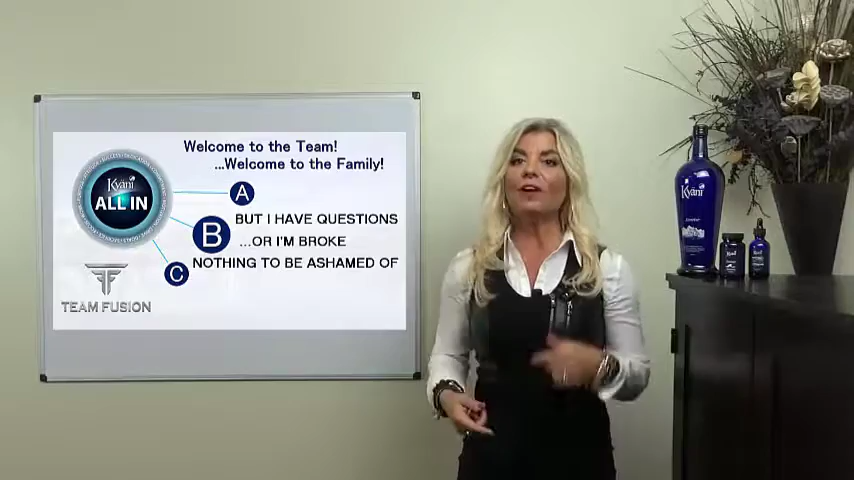 Welcome to the Team!
...Welcome to the Family!
Kyäni
ALL IN
A
B
BUT I HAVE QUESTIONS
...OR I'M BROKE
C
NOTHING TO BE ASHAMED OF
TEAM FUSION
Kyäni